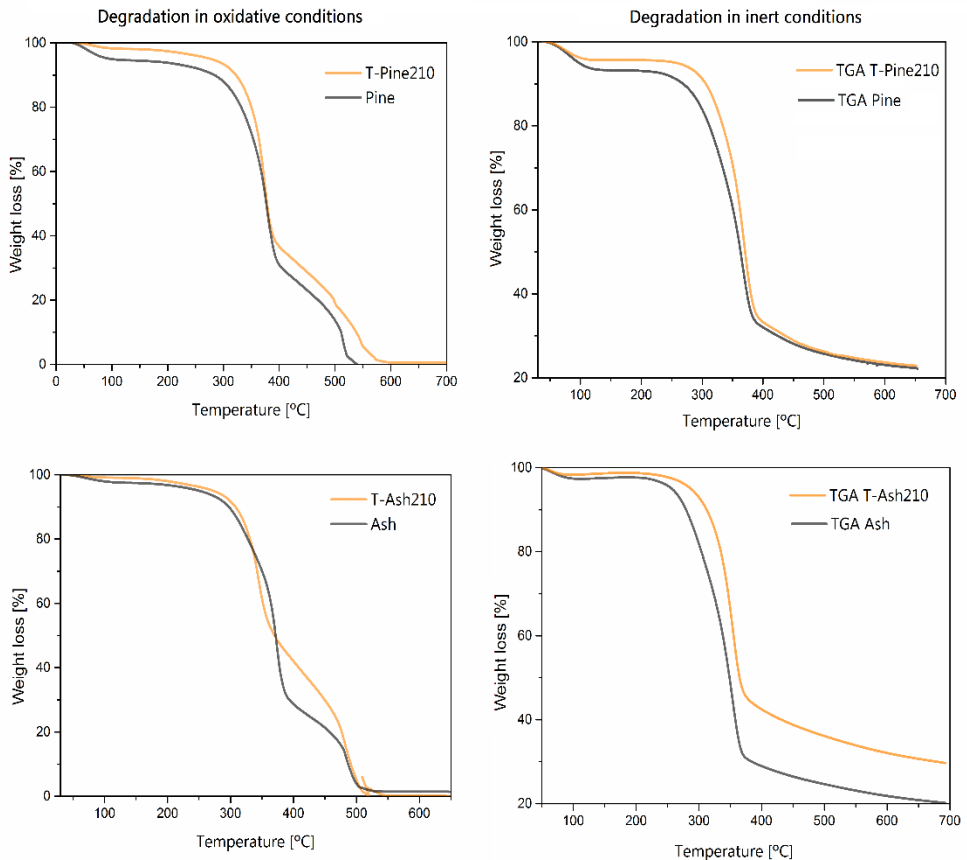 Degradation in oxidative conditions
Degradation in inert conditions
100
80
60
40
20
0
Weight loss [%]
T-Pine210
Pine
0 100 200 300 400 500 600 700
Temperature [ºC]
100
80
60
40
20
Weight loss [%]
TGA T-Pine210
TGA Pine
100 200 300 400 500 600 700
Temperature [ºC]
100
80
60
40
20
0
Weight loss [%]
T-Ash210
Ash
100 200 300 400 500 600
Temperature [ºC]
100
80
60
40
20
Weight loss [%]
TGA T-Ash210
TGA Ash
100 200 300 400 500 600 700
Temperature [ºC]